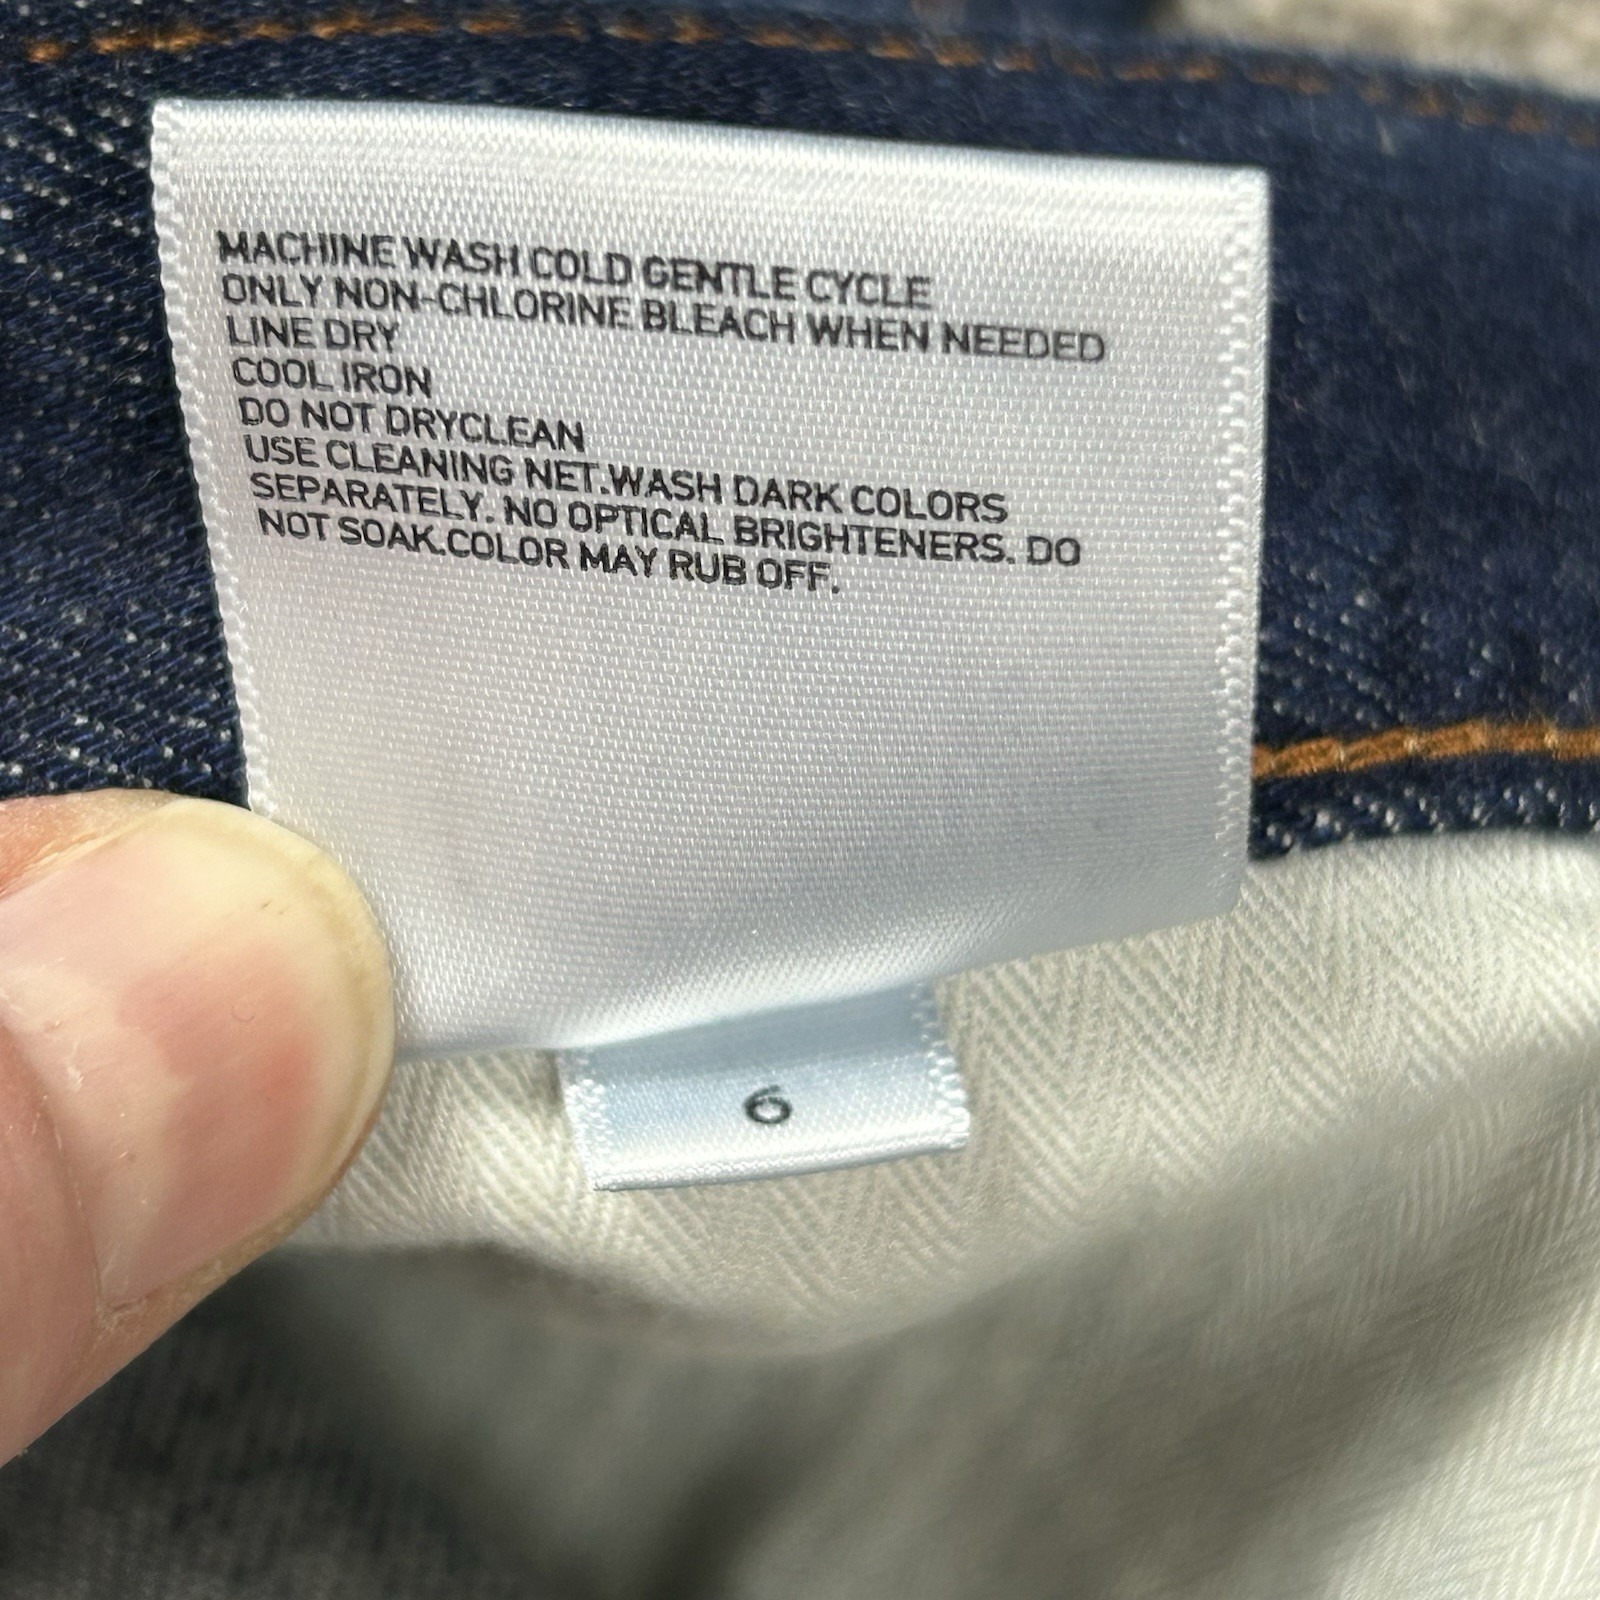 MACHINE WASH COLD GENTLE CYCLE
ONLY NON-CHLORINE BLEACH WHEN NEEDED
LINE DRY
COOL IRON
DO NOT DRYCLEAN
USE CLEANING NET.WASH DARK COLORS
SEPARATELY. NO OPTICAL BRIGHTENERS. DO
NOT SOAK.COLOR MAY RUB OFF.
6